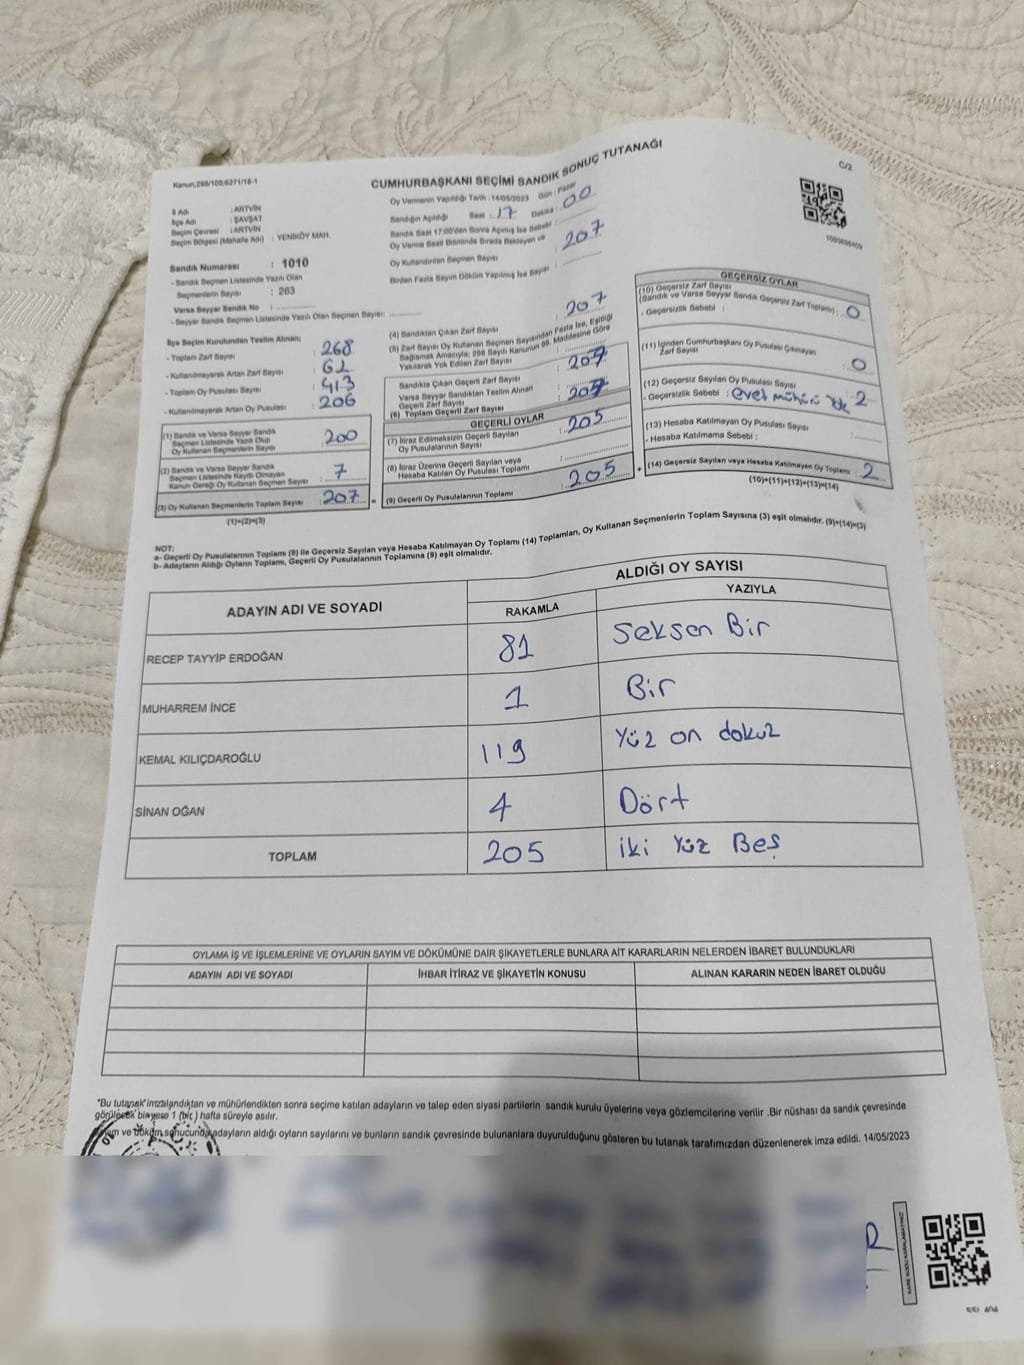 Kanun,298/105;6271/18-1
C/2
CUMHURBAŞKANI SEÇİMİ SANDIK SONUÇ TUTANAĞI
İl Adı : ARTVİN
İlçe Adı : ŞAVŞAT
Seçim Çevresi : ARTVİN
Seçim Bölgesi (Mahalle Adı) : YENİKÖY MAH.
Sandık Numarası : 1010
- Sandık Seçmen Listesinde Yazılı Olan
Seçmenlerin Sayısı : 263
Varsa Seyyar Sandık No :
- Seyyar Sandık Seçmen Listesinde Yazılı Olan Seçmen Sayısı:
Oy Vermenin Yapıldığı Tarih :14/05/2023 Gün : Pazar
Sandığın Açıldığı Saat : 17 Dakika : 00
Sandık Saat 17:00'den Sonra Açılmış İse Sebebi :
Oy Verme Saati Bitiminde Sırada Bekleyen ve
Oy Kullandırılan Seçmen Sayısı 207
Birden Fazla Sayım Döküm Yapılmış İse Sayısı :
İlçe Seçim Kurulundan Teslim Alınan;
- Toplam Zarf Sayısı : 268
- Kullanılmayarak Artan Zarf Sayısı : 62
- Toplam Oy Pusulası Sayısı : 413
- Kullanılmayarak Artan Oy Pusulası : 206
(1) Sandık ve Varsa Seyyar Sandık
Seçmen Listesinde Yazılı Olup
Oy Kullanan Seçmenlerin Sayısı : 200
(2) Sandık ve Varsa Seyyar Sandık
Seçmen Listesinde Kayıtlı Olmayan
Kanun Gereği Oy Kullanan Seçmen Sayısı : 7
(3) Oy Kullanan Seçmenlerin Toplam Sayısı : 207 =
(1)+(2)=(3)
(4) Sandıktan Çıkan Zarf Sayısı : 207
(5) Zarf Sayısı Oy Kullanan Seçmen Sayısından Fazla İse, Eşitliği
Sağlamak Amacıyla; 298 Sayılı Kanunun 98. Maddesine Göre
Yakılarak Yok Edilen Zarf Sayısı :
Sandıkta Çıkan Geçerli Zarf Sayısı : 207
Varsa Seyyar Sandıktan Teslim Alınan
Geçerli Zarf Sayısı :
(6) Toplam Geçerli Zarf Sayısı : 207
GEÇERLİ OYLAR
(7) İtiraz Edilmeksizin Geçerli Sayılan
Oy Pusulalarının Sayısı : 205
(8) İtiraz Üzerine Geçerli Sayılan veya
Hesaba Katılan Oy Pusulası Toplamı :
(9) Geçerli Oy Pusulalarının Toplamı : 205 +
GEÇERSİZ OYLAR
(10) Geçersiz Zarf Sayısı
(Sandık ve Varsa Seyyar Sandık Geçersiz Zarf Toplamı) : 0
- Geçersizlik Sebebi :
(11) İçinden Cumhurbaşkanı Oy Pusulası Çıkmayan
Zarf Sayısı : 0
(12) Geçersiz Sayılan Oy Pusulası Sayısı : 2
- Geçersizlik Sebebi : evet mührü yok
(13) Hesaba Katılmayan Oy Pusulası Sayısı :
- Hesaba Katılmama Sebebi :
(14) Geçersiz Sayılan veya Hesaba Katılmayan Oy Toplamı : 2
(10)+(11)+(12)+(13)=(14)
NOT:
a- Geçerli Oy Pusulalarının Toplamı (9) ile Geçersiz Sayılan veya Hesaba Katılmayan Oy Toplamı (14) Toplamları, Oy Kullanan Seçmenlerin Toplam Sayısına (3) eşit olmalıdır. (9)+(14)=(3)
b- Adayların Aldığı Oyların Toplamı, Geçerli Oy Pusulalarının Toplamına (9) eşit olmalıdır.
ADAYIN ADI VE SOYADI ALDIĞI OY SAYISI
RAKAMLA YAZIYLA
RECEP TAYYİP ERDOĞAN 81 Seksen Bir
MUHARREM İNCE 1 Bir
KEMAL KILIÇDAROĞLU 119 Yüz on dokuz
SİNAN OĞAN 4 Dört
TOPLAM 205 iki Yüz Beş
OYLAMA İŞ VE İŞLEMLERİNE VE OYLARIN SAYIM VE DÖKÜMÜNE DAİR ŞİKAYETLERLE BUNLARA AİT KARARLARIN NELERDEN İBARET BULUNDUKLARI
ADAYIN ADI VE SOYADI İHBAR İTİRAZ VE ŞİKAYETİN KONUSU ALINAN KARARIN NEDEN İBARET OLDUĞU
*Bu tutanak imzalandıktan ve mühürlendikten sonra seçime katılan adayların ve talep eden siyasi partilerin sandık kurulu üyelerine veya gözlemcilerine verilir .Bir nüshası da sandık çevresinde
görülecek bir yere 1 (bir) hafta süreyle asılır.
Sayım ve döküm sonucunda adayların aldığı oyların sayılarını ve bunların sandık çevresinde bulunanlara duyurulduğunu gösteren bu tutanak tarafımızdan düzenlenerek imza edildi. 14/05/2023